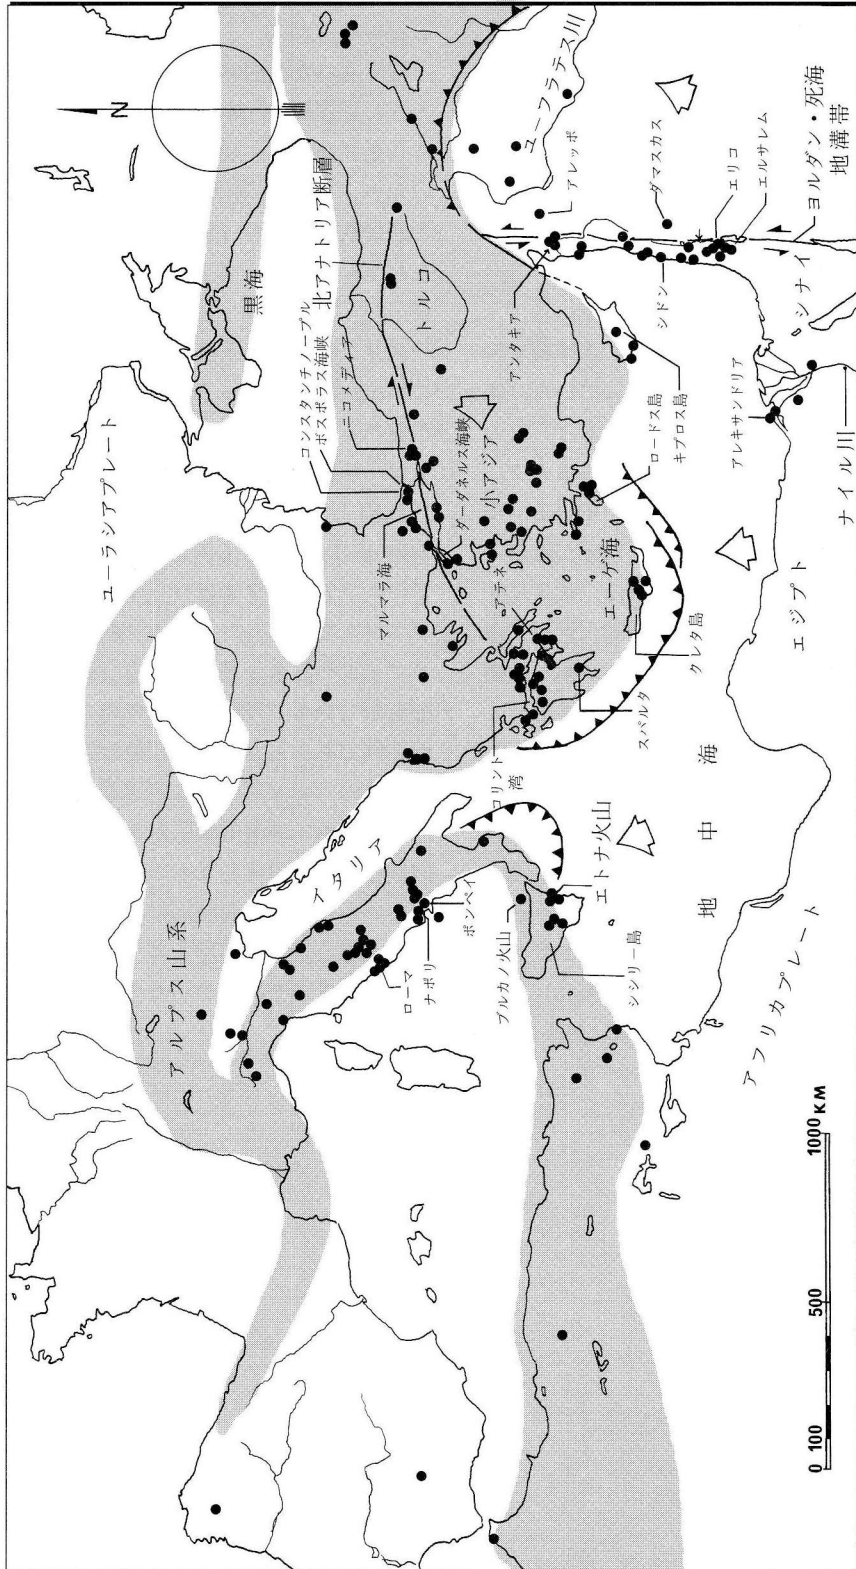 N
ユーラシアプレート
黒海
北アナトリア断層
コンスタンチノープル
ボスポラス海峡
ニコメディア
トルコ
マルマラ海
ダーダネルス海峡
小アジア
アテネ
エーゲ海
アンタキア
アレッポ
ユーフラテス川
ダマスカス
エリコ
エルサレム
ヨルダン・死海
地溝帯
シドン
シナイ
ロードス島
キプロス島
アレキサンドリア
ナイル川
エジプト
クレタ島
スパルタ
コリント
湾
アルプス山系
イタリア
ローマ
ナポリ
ポンペイ
ブルカノ火山
エトナ火山
シシリー島
地中海
アフリカプレート
0 100 500 1000 KM